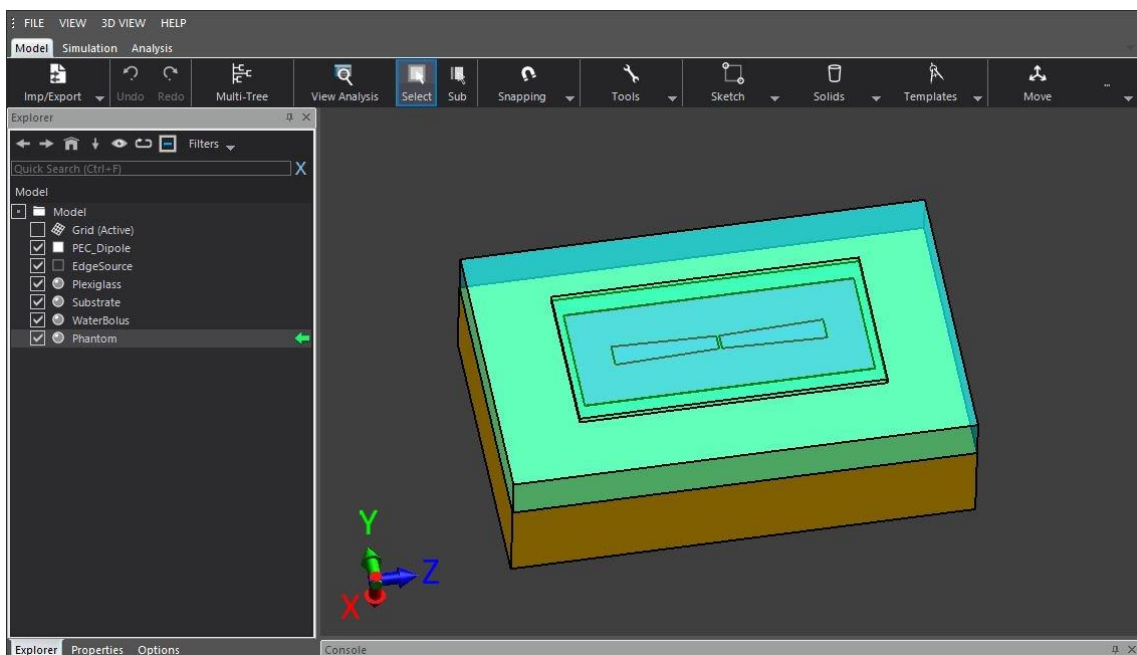 FILE VIEW 3D VIEW HELP
Model Simulation Analysis
Imp/Export Undo Redo Multi-Tree View Analysis Select Sub Snapping Tools Sketch Solids Templates Move
Explorer
Filters
Quick Search (Ctrl+F) X
Model
Model
Grid (Active)
PEC_Dipole
EdgeSource
Plexiglass
Substrate
WaterBolus
Phantom
Y
Z
X
Explorer Properties Options
Console